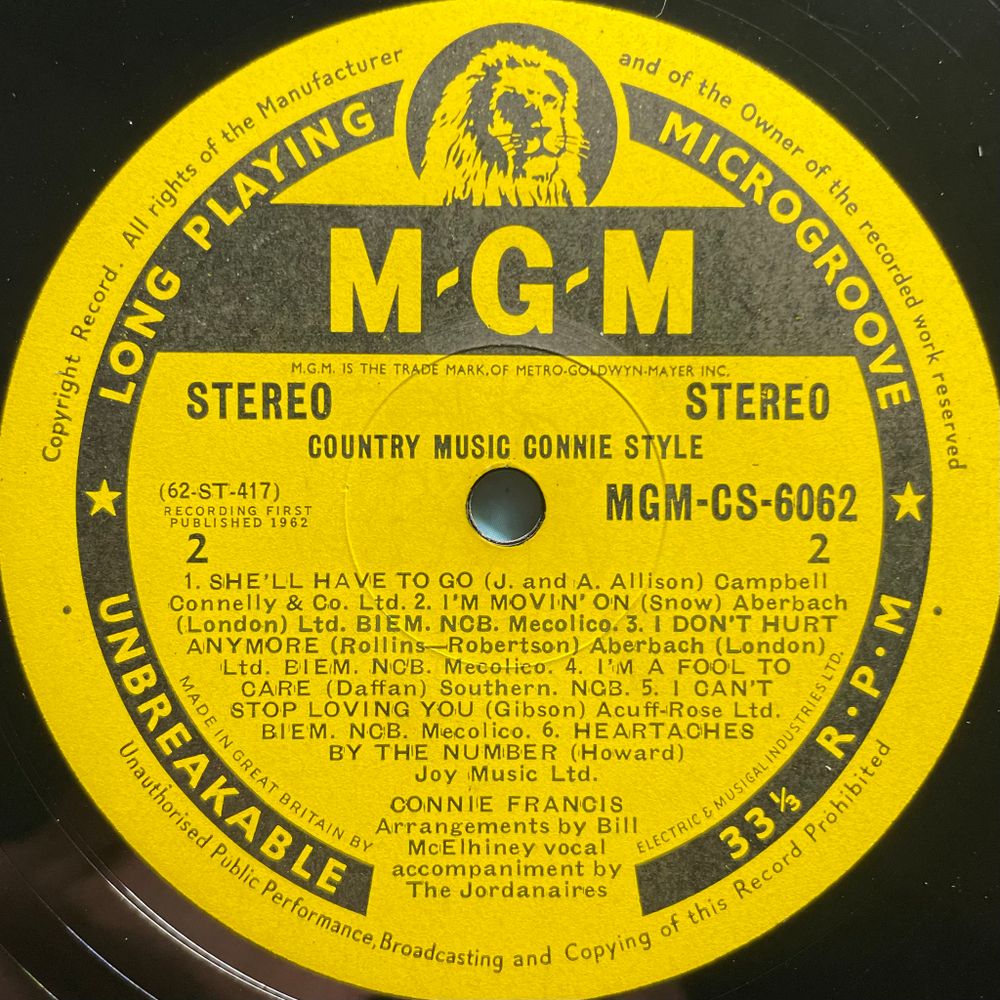 Copyright Record. All rights of the Manufacturer and of the Owner of the recorded work reserved
LONG PLAYING
MICROGROOVE
M-G-M
M.G.M. IS THE TRADE MARK, OF METRO-GOLDWYN-MAYER INC.
STEREO STEREO
COUNTRY MUSIC CONNIE STYLE
(62-ST-417) MGM-CS-6062
RECORDING FIRST
PUBLISHED 1962
2 2
1. SHE'LL HAVE TO GO (J. and A. Allison) Campbell
Connelly & Co. Ltd. 2. I'M MOVIN' ON (Snow) Aberbach
(London) Ltd. BIEM. NCB. Mecolico. 3. I DON'T HURT
ANYMORE (Rollins—Robertson) Aberbach (London)
Ltd. BIEM. NCB. Mecolico. 4. I'M A FOOL TO
CARE (Daffan) Southern. NCB. 5. I CAN'T
STOP LOVING YOU (Gibson) Acuff-Rose Ltd.
BIEM. NCB. Mecolico. 6. HEARTACHES
BY THE NUMBER (Howard)
Joy Music Ltd.
CONNIE FRANCIS
Arrangements by Bill
McElhiney vocal
accompaniment by
The Jordanaires
MADE IN GREAT BRITAIN BY ELECTRIC & MUSICAL INDUSTRIES LTD.
UNBREAKABLE
33⅓ R.P.M
Unauthorised Public Performance, Broadcasting and Copying of this Record Prohibited